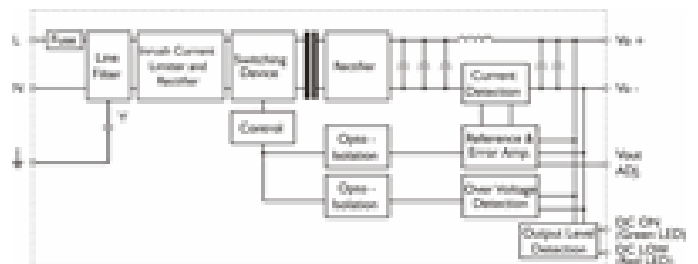 L
Fuse
Line
Filter
Inrush Current
Limiter and
Rectifier
Switching
Device
Rectifier
Vo +
N
Vo -
Current
Detection
Y
Control
Opto -
Isolation
Reference &
Error Amp.
Vout
ADJ.
Opto -
Isolation
Over Voltage
Detection
Output Level
Detection
DC ON
(Green LED)
DC LOW
(Red LED)